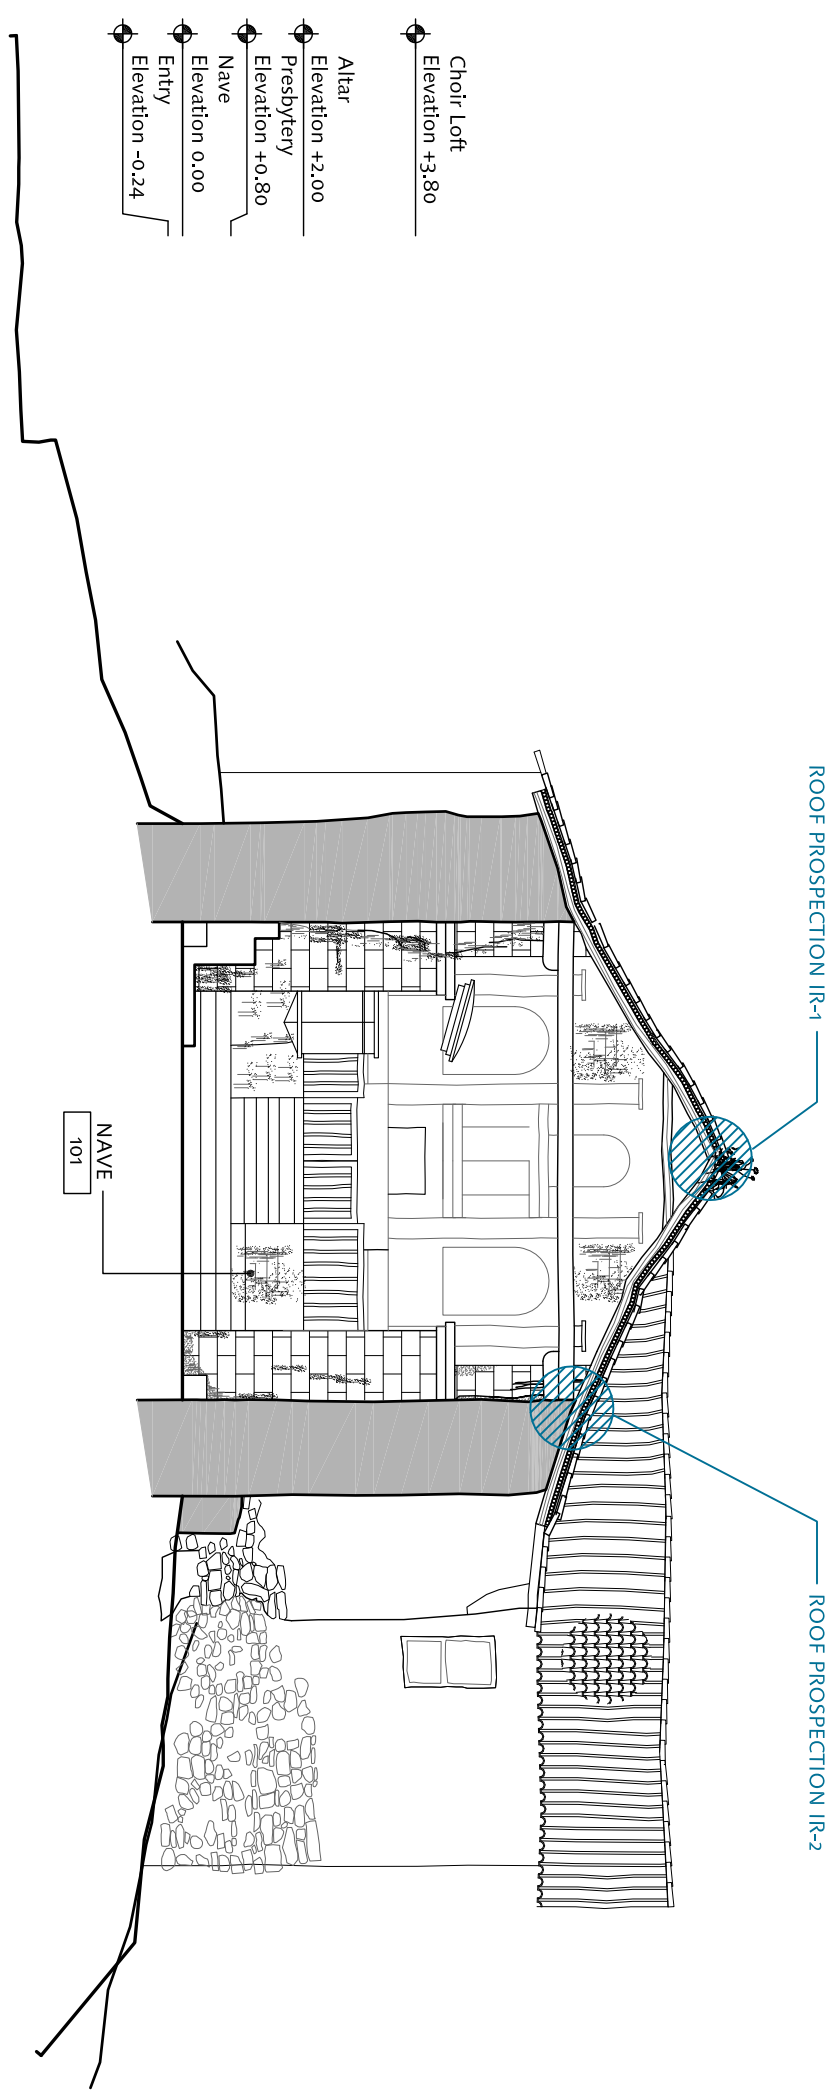 ROOF PROSPECTION IR-1
ROOF PROSPECTION IR-2
Choir Loft
Elevation +3.80
Altar
Elevation +2.00
Presbytery
Elevation +0.80
Nave
Elevation 0.00
Entry
Elevation -0.24
NAVE
101